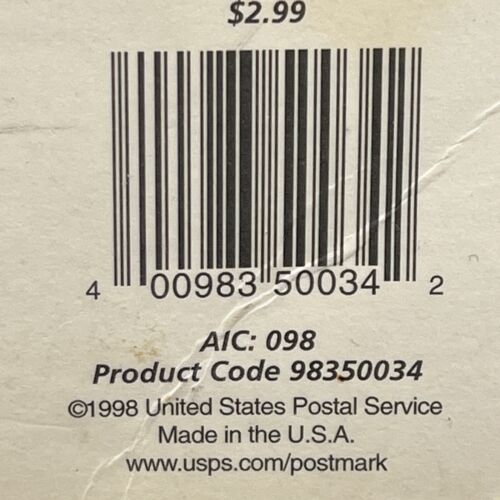 $2.99
4 00983 50034 2
AIC: 098
Product Code 98350034
©1998 United States Postal Service
Made in the U.S.A.
www.usps.com/postmark